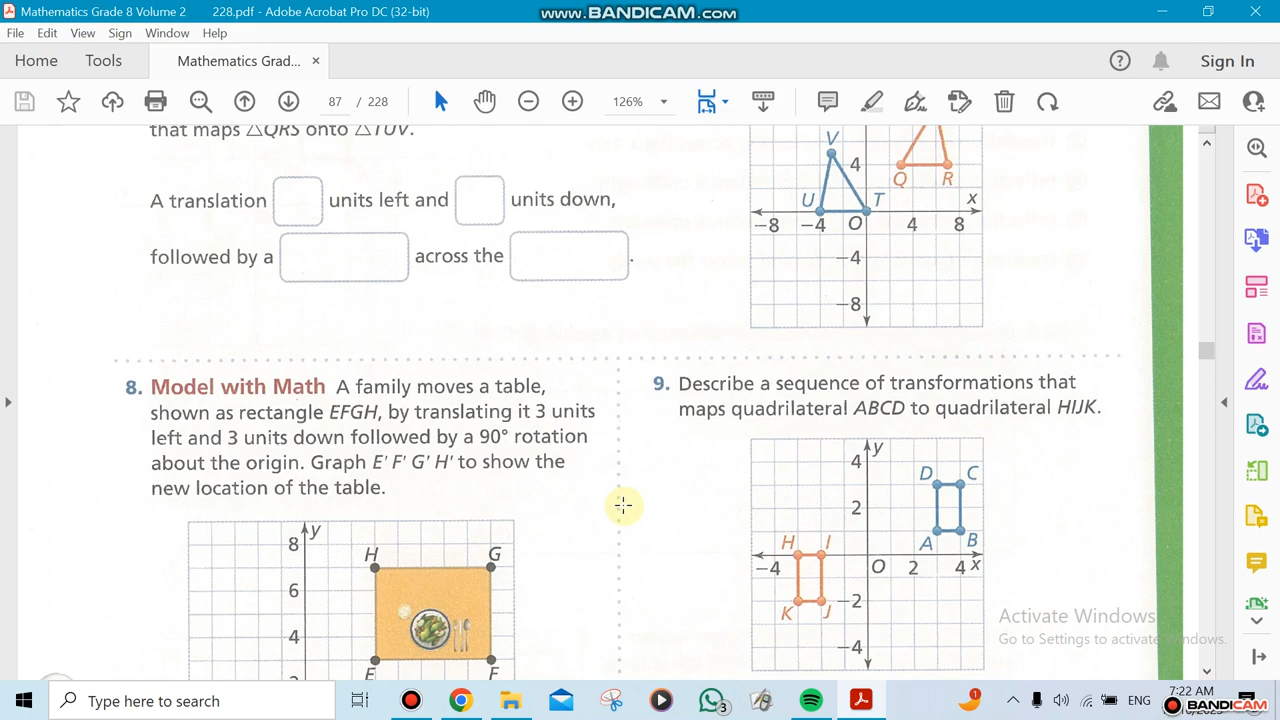 Mathematics Grade 8 Volume 2 228.pdf - Adobe Acrobat Pro DC (32-bit)
www.BANDICAM.com
File Edit View Sign Window Help
Home Tools Mathematics Grad... × Sign In
87 / 228 126%
that maps △QRS onto △TUV.
A translation units left and units down,
followed by a across the .
V
4
Q R
U T x
−8 −4 O 4 8
−4
−8
8. Model with Math A family moves a table,
shown as rectangle EFGH, by translating it 3 units
left and 3 units down followed by a 90° rotation
about the origin. Graph E' F' G' H' to show the
new location of the table.
y
8
H G
6
4
E F
9. Describe a sequence of transformations that
maps quadrilateral ABCD to quadrilateral HIJK.
y
4
D C
2
A B
H I
−4 O 2 4 x
K J
−2
−4
Activate Windows
Go to Settings to activate Windows.
Type here to search
3
1
ENG
7:22 AM
BANDICAM